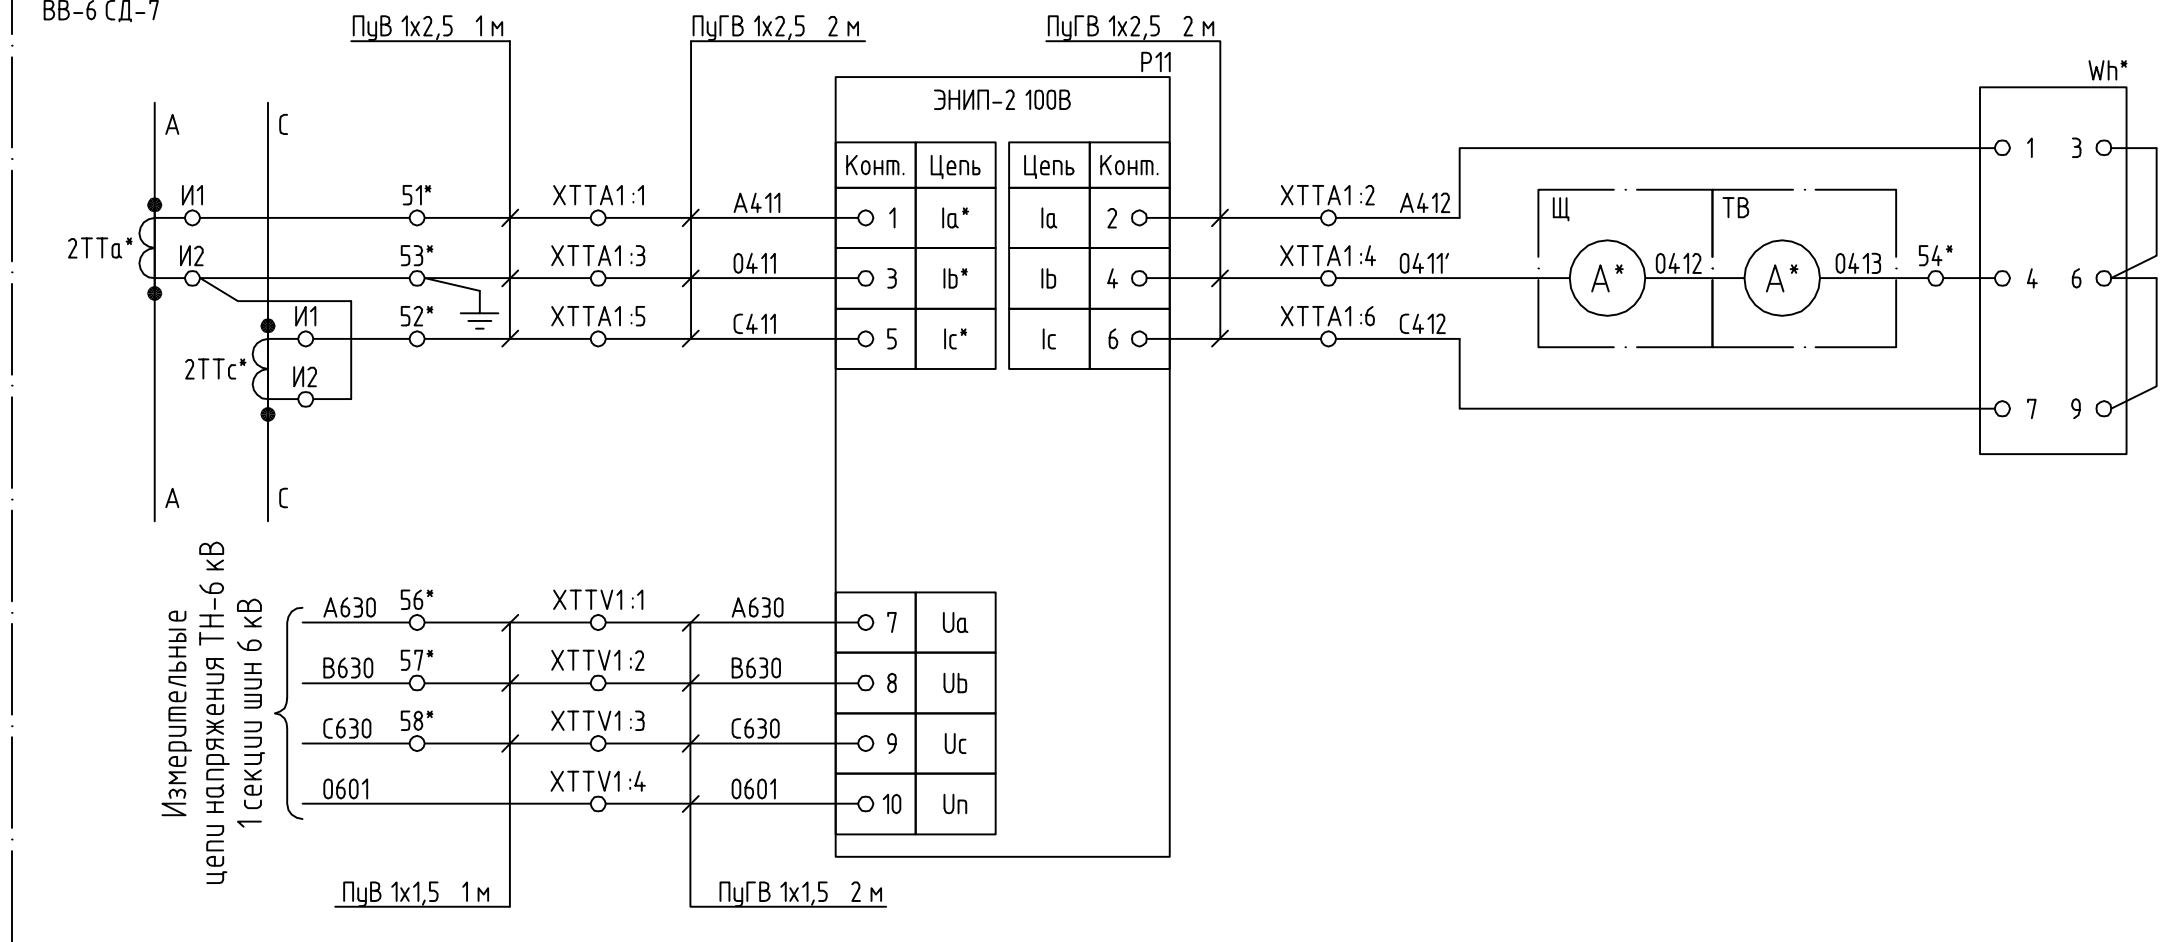 ВВ-6 СД-7
ПуВ 1х2,5 1 м
ПуГВ 1х2,5 2 м
ПуГВ 1х2,5 2 м
Р11
Wh*
ЭНИП-2 100В
А
С
Конт.
Цепь
Цепь
Конт.
1
3
И1
51*
ХТТА1:1
А411
1
Iа*
Iа
2
ХТТА1:2
А412
Щ
ТВ
2ТТа*
И2
53*
ХТТА1:3
0411
3
Ib*
Ib
4
ХТТА1:4
0411'
А*
0412
А*
0413
54*
4
6
И1
52*
ХТТА1:5
С411
5
Iс*
Iс
6
ХТТА1:6
С412
2ТТс*
И2
7
9
А
С
Измерительные
цепи напряжения ТН-6 кВ
1 секции шин 6 кВ
А630
56*
ХТТV1:1
А630
7
Uа
В630
57*
ХТТV1:2
В630
8
Ub
С630
58*
ХТТV1:3
С630
9
Uс
0601
ХТТV1:4
0601
10
Un
ПуВ 1х1,5 1 м
ПуГВ 1х1,5 2 м